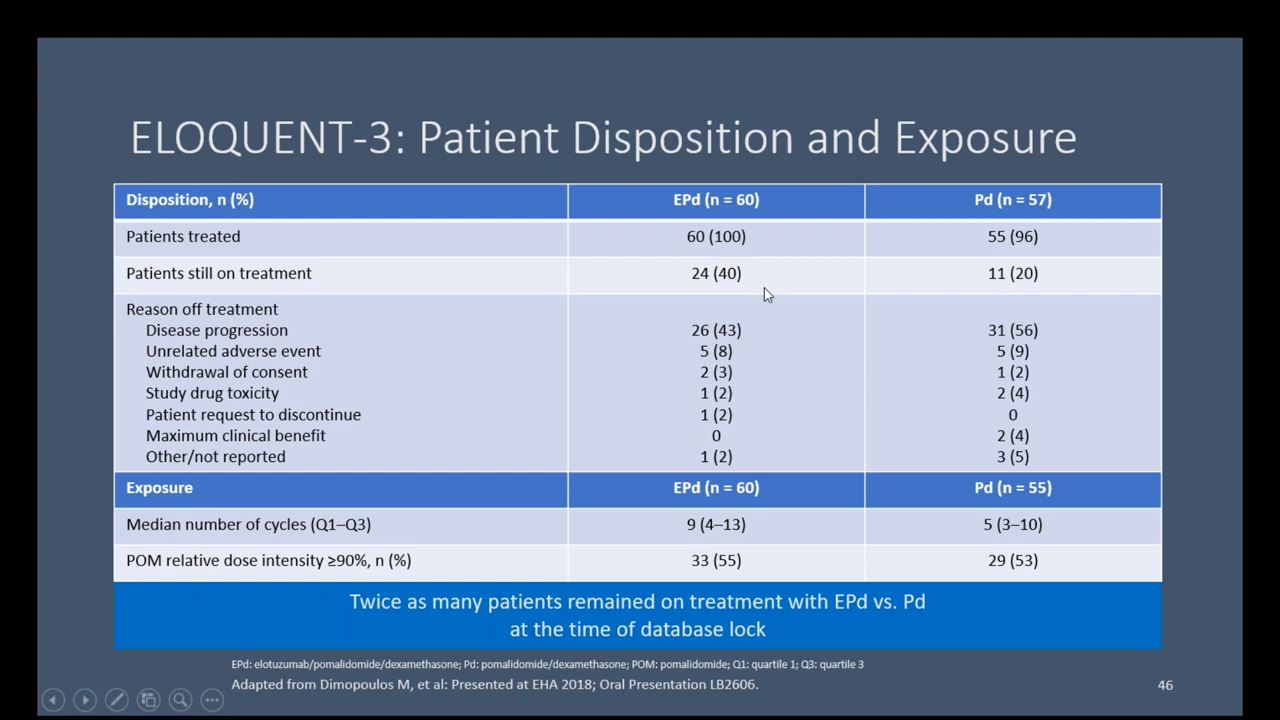 ELOQUENT-3: Patient Disposition and Exposure
Disposition, n (%) EPd (n = 60) Pd (n = 57)
Patients treated 60 (100) 55 (96)
Patients still on treatment 24 (40) 11 (20)
Reason off treatment
Disease progression 26 (43) 31 (56)
Unrelated adverse event 5 (8) 5 (9)
Withdrawal of consent 2 (3) 1 (2)
Study drug toxicity 1 (2) 2 (4)
Patient request to discontinue 1 (2) 0
Maximum clinical benefit 0 2 (4)
Other/not reported 1 (2) 3 (5)
Exposure EPd (n = 60) Pd (n = 55)
Median number of cycles (Q1–Q3) 9 (4–13) 5 (3–10)
POM relative dose intensity ≥90%, n (%) 33 (55) 29 (53)
Twice as many patients remained on treatment with EPd vs. Pd
at the time of database lock
EPd: elotuzumab/pomalidomide/dexamethasone; Pd: pomalidomide/dexamethasone; POM: pomalidomide; Q1: quartile 1; Q3: quartile 3
Adapted from Dimopoulos M, et al: Presented at EHA 2018; Oral Presentation LB2606.
46